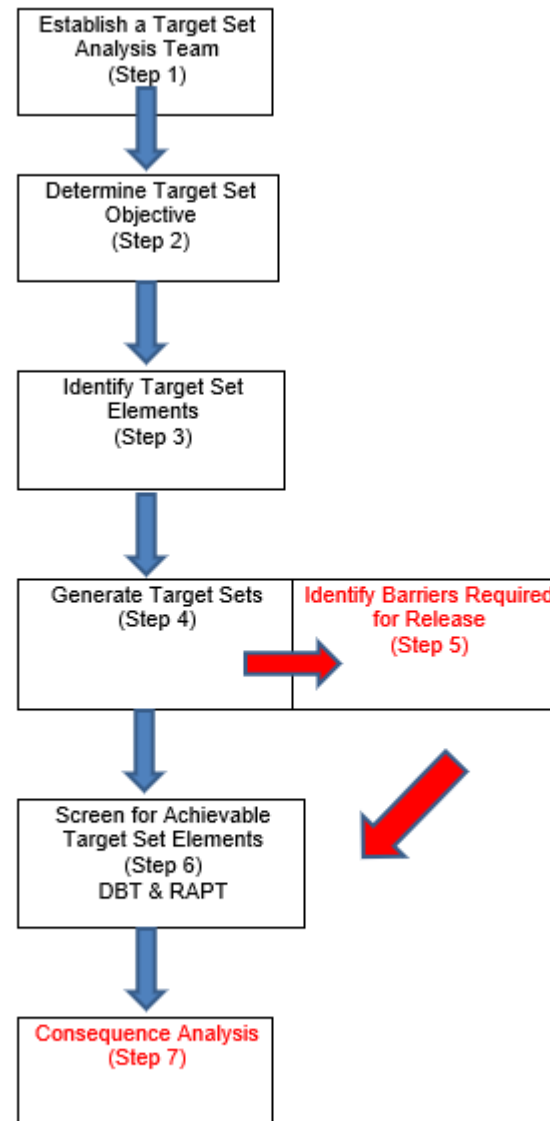 Establish a Target Set
Analysis Team
(Step 1)
Determine Target Set
Objective
(Step 2)
Identify Target Set
Elements
(Step 3)
Generate Target Sets
(Step 4)
Identify Barriers Required
for Release
(Step 5)
Screen for Achievable
Target Set Elements
(Step 6)
DBT & RAPT
Consequence Analysis
(Step 7)